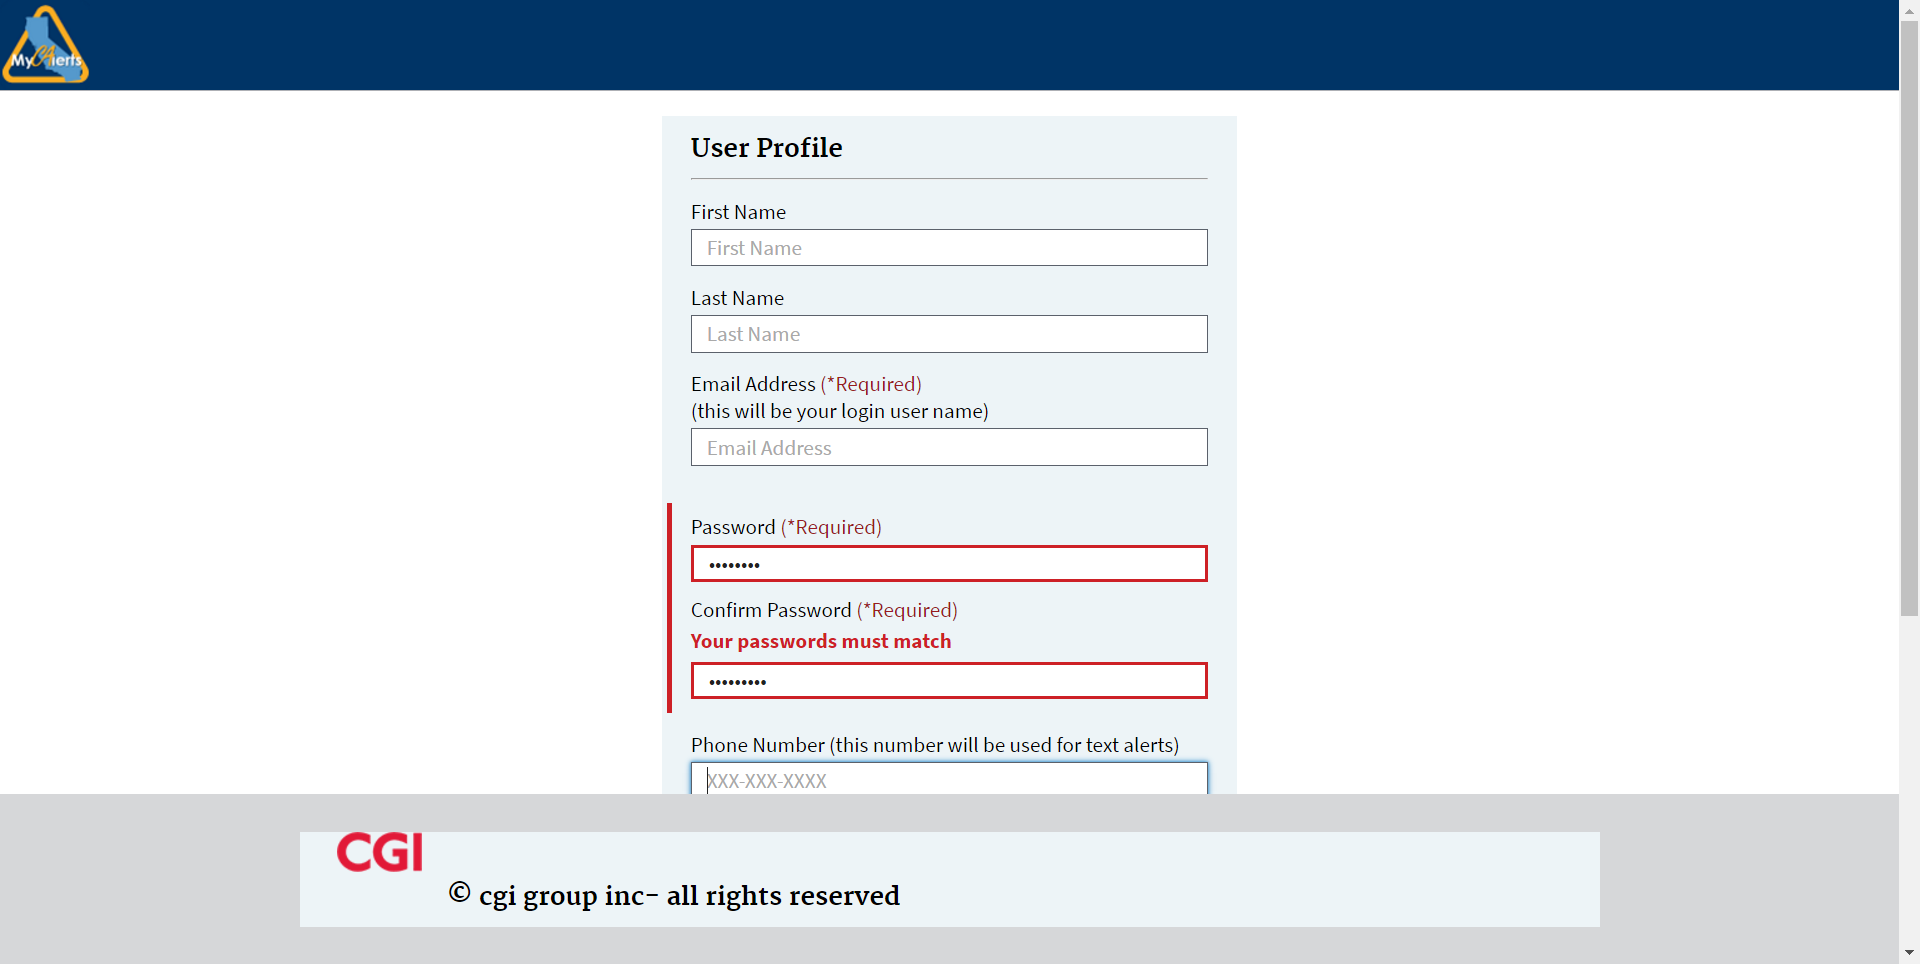 MyCAlerts
User Profile
First Name
First Name
Last Name
Last Name
Email Address (*Required)
(this will be your login user name)
Email Address
Password (*Required)
••••••••
Confirm Password (*Required)
Your passwords must match
•••••••••
Phone Number (this number will be used for text alerts)
XXX-XXX-XXXX
CGI
© cgi group inc- all rights reserved